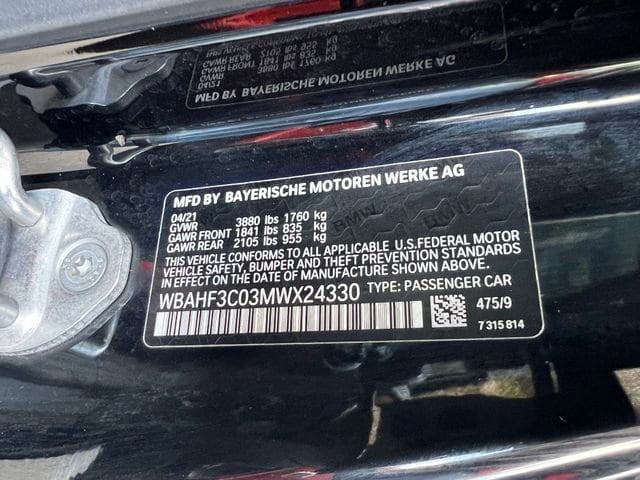 MFD BY BAYERISCHE MOTOREN WERKE AG
04/21
GVWR 3880 lbs 1760 kg
GAWR FRONT 1841 lbs 835 kg
GAWR REAR 2105 lbs 955 kg
THIS VEHICLE CONFORMS TO ALL APPLICABLE U.S.FEDERAL MOTOR
VEHICLE SAFETY, BUMPER AND THEFT PREVENTION STANDARDS
IN EFFECT ON THE DATE OF MANUFACTURE SHOWN ABOVE.
WBAHF3C03MWX24330 TYPE: PASSENGER CAR
475/9
7 315 814